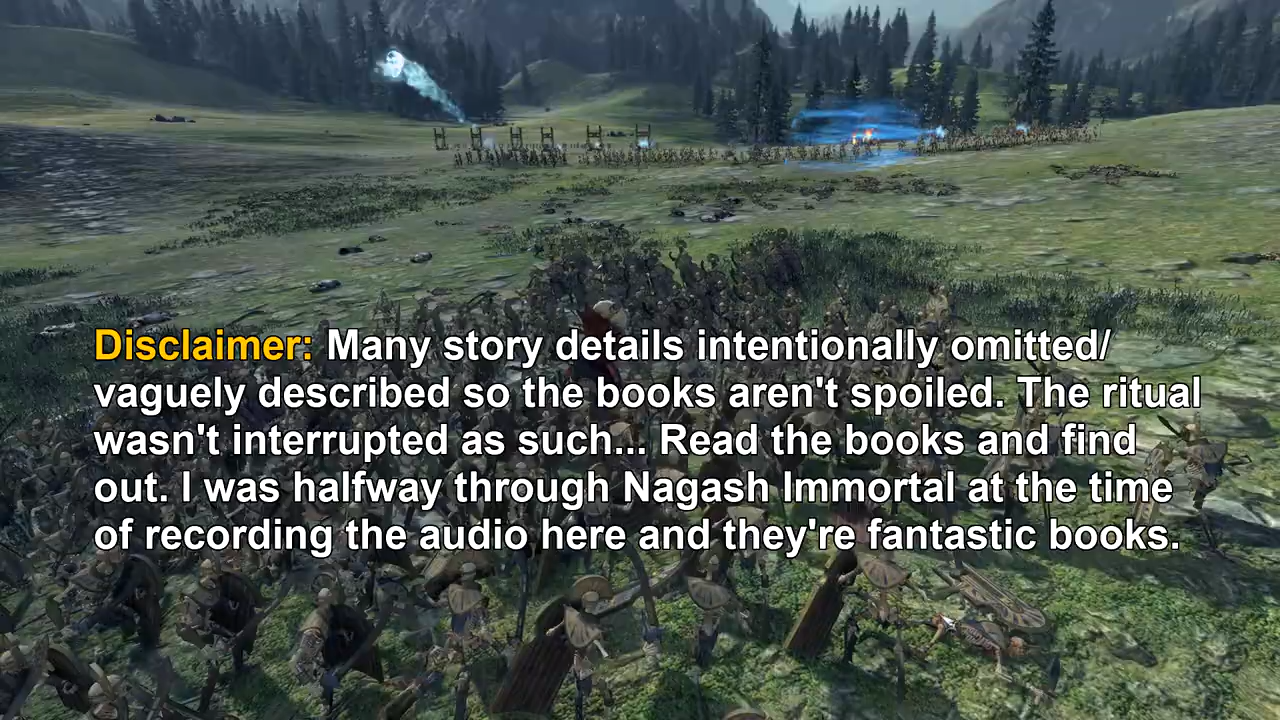 Disclaimer: Many story details intentionally omitted/
vaguely described so the books aren't spoiled. The ritual
wasn't interrupted as such... Read the books and find
out. I was halfway through Nagash Immortal at the time
of recording the audio here and they're fantastic books.